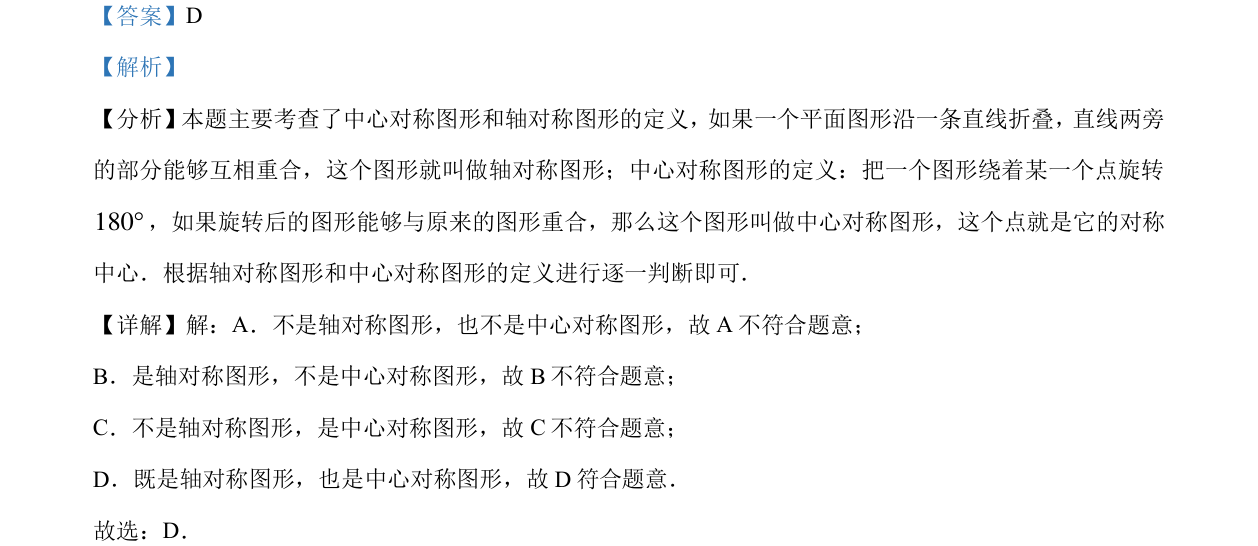 【答案】D
【解析】
【分析】本题主要考查了中心对称图形和轴对称图形的定义，如果一个平面图形沿一条直线折叠，直线两旁
的部分能够互相重合，这个图形就叫做轴对称图形；中心对称图形的定义：把一个图形绕着某一个点旋转
180°，如果旋转后的图形能够与原来的图形重合，那么这个图形叫做中心对称图形，这个点就是它的对称
中心．根据轴对称图形和中心对称图形的定义进行逐一判断即可．
【详解】解：A．不是轴对称图形，也不是中心对称图形，故 A 不符合题意；
B．是轴对称图形，不是中心对称图形，故 B 不符合题意；
C．不是轴对称图形，是中心对称图形，故 C 不符合题意；
D．既是轴对称图形，也是中心对称图形，故 D 符合题意．
故选：D．